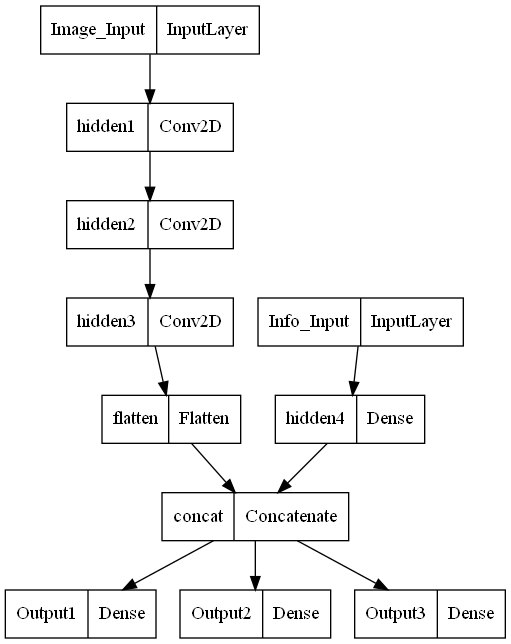 Image_Input InputLayer
hidden1 Conv2D
hidden2 Conv2D
hidden3 Conv2D
Info_Input InputLayer
flatten Flatten
hidden4 Dense
concat Concatenate
Output1 Dense
Output2 Dense
Output3 Dense